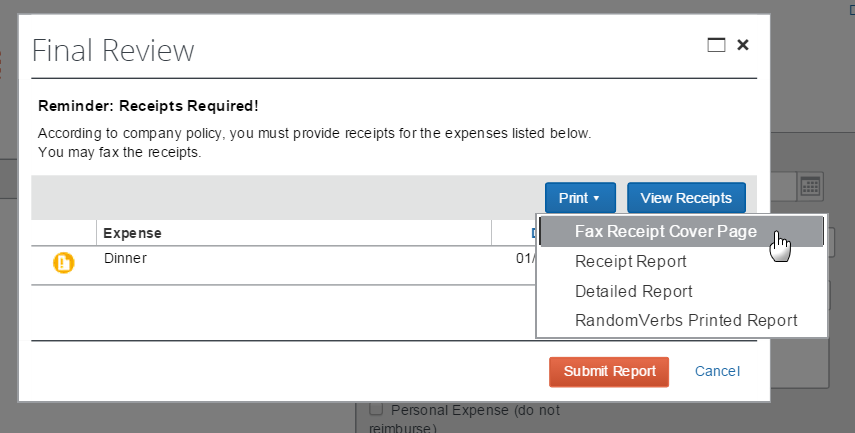 Final Review
Reminder: Receipts Required!
According to company policy, you must provide receipts for the expenses listed below.
You may fax the receipts.
Print View Receipts
Expense
Dinner 01/
Fax Receipt Cover Page
Receipt Report
Detailed Report
RandomVerbs Printed Report
Submit Report Cancel
Personal Expense (do not
reimburse)